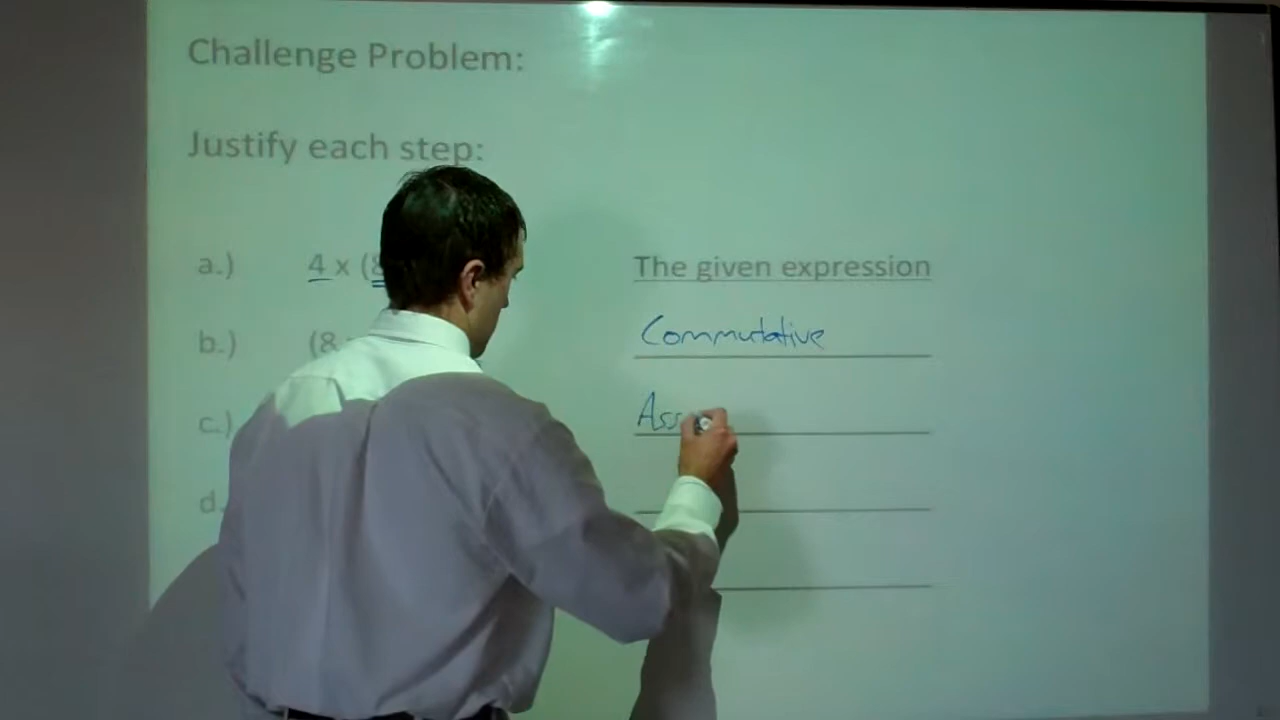 Challenge Problem:
Justify each step:
a.) 4 x (8 The given expression
b.) (8 Commutative
c.) Ass
d.